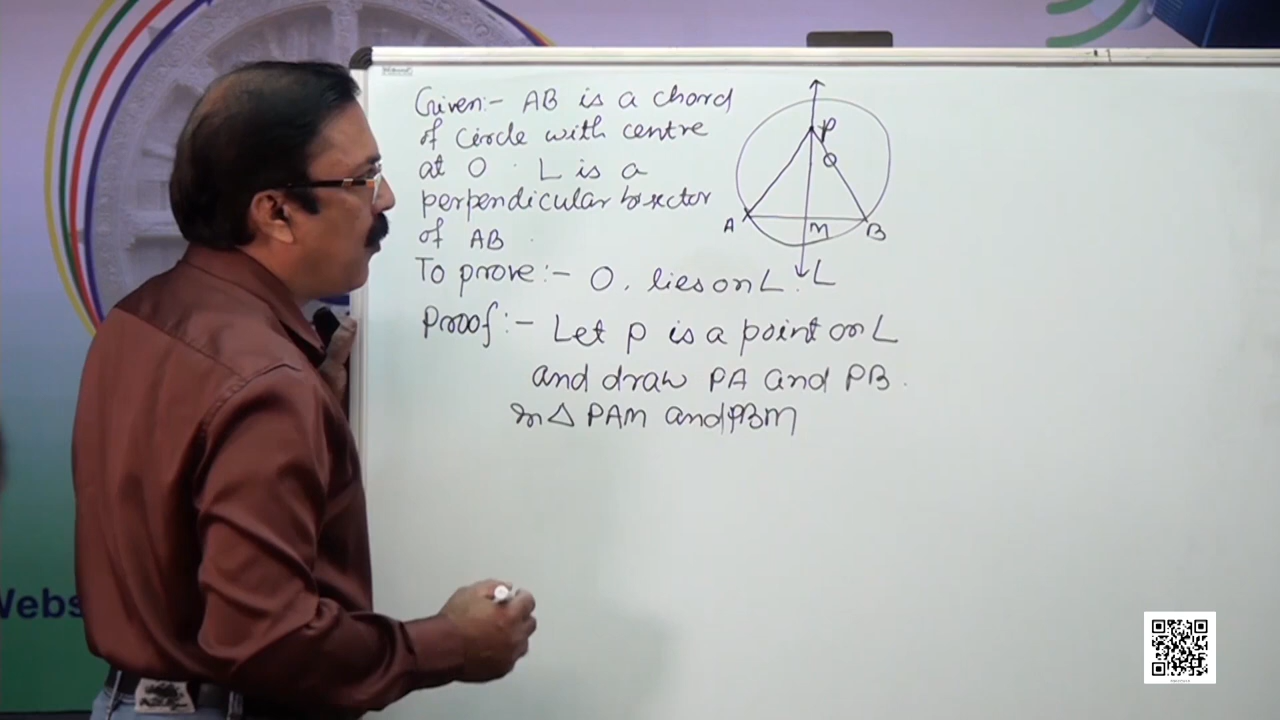 Given:- AB is a chord
of Circle with centre
at O. L is a
perpendicular bisector
of AB.
To prove:- O. lies on L.
Proof:- Let P is a point on L
and draw PA and PB.
In △ PAM and PBM
P
O
A
M
B
L
Webs